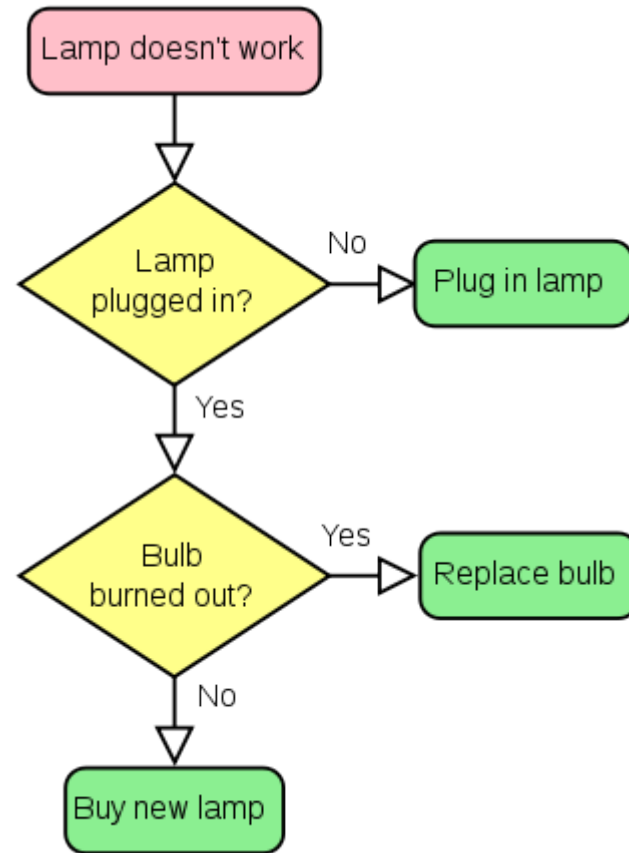 Lamp doesn't work
Lamp
plugged in?
No
Plug in lamp
Yes
Bulb
burned out?
Yes
Replace bulb
No
Buy new lamp